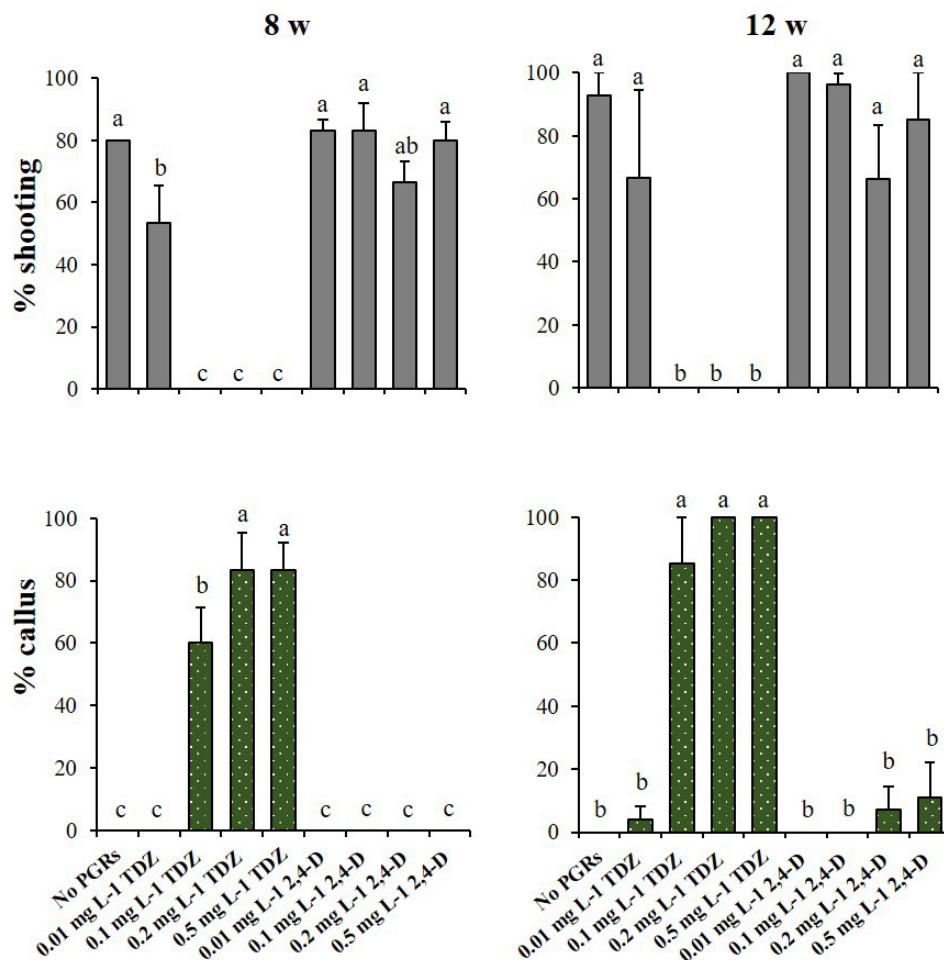 8 w
12 w
% shooting
100
80
60
40
20
0
a
b
c
c
c
a
a
ab
a
100
80
60
40
20
0
a
a
b
b
b
a
a
a
a
% callus
100
80
60
40
20
0
c
c
b
a
a
c
c
c
c
100
80
60
40
20
0
b
b
a
a
a
b
b
b
b
No PGRs
0.01 mg L-1 TDZ
0.1 mg L-1 TDZ
0.2 mg L-1 TDZ
0.5 mg L-1 TDZ
0.01 mg L-1 2,4-D
0.1 mg L-1 2,4-D
0.2 mg L-1 2,4-D
0.5 mg L-1 2,4-D
No PGRs
0.01 mg L-1 TDZ
0.1 mg L-1 TDZ
0.2 mg L-1 TDZ
0.5 mg L-1 TDZ
0.01 mg L-1 2,4-D
0.1 mg L-1 2,4-D
0.2 mg L-1 2,4-D
0.5 mg L-1 2,4-D